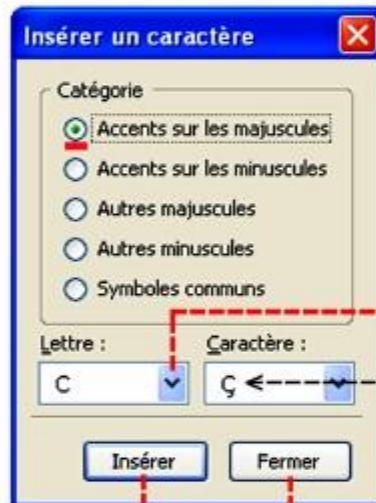 Insérer un caractère
Catégorie
Accents sur les majuscules
Accents sur les minuscules
Autres majuscules
Autres minuscules
Symboles communs
Lettre : Caractère :
C Ç
Insérer Fermer